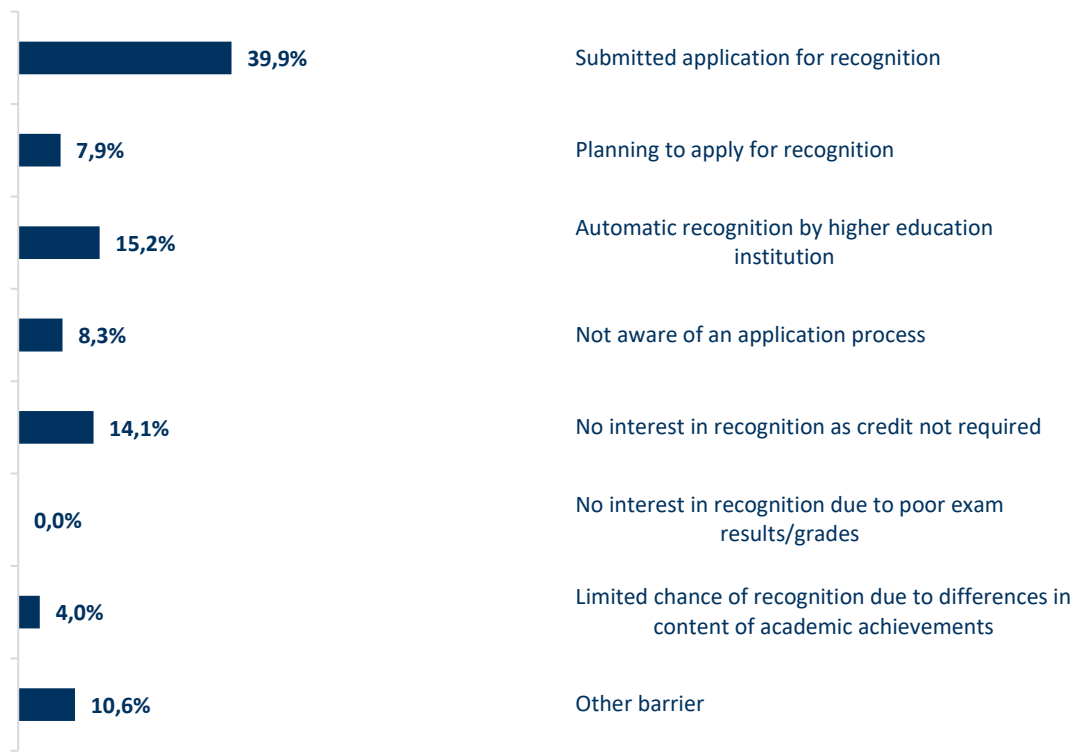 39,9%
Submitted application for recognition
7,9%
Planning to apply for recognition
15,2%
Automatic recognition by higher education
institution
8,3%
Not aware of an application process
14,1%
No interest in recognition as credit not required
0,0%
No interest in recognition due to poor exam
results/grades
4,0%
Limited chance of recognition due to differences in
content of academic achievements
10,6%
Other barrier